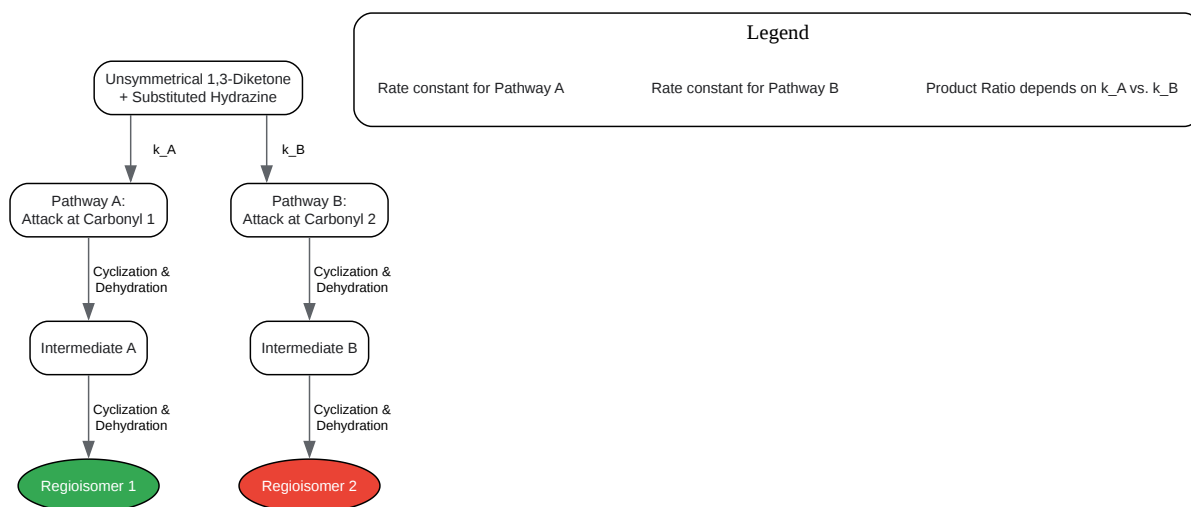 Legend
Unsymmetrical 1,3-Diketone
+ Substituted Hydrazine
Rate constant for Pathway A
Rate constant for Pathway B
Product Ratio depends on k_A vs. k_B
k_A
k_B
Pathway A:
Attack at Carbonyl 1
Pathway B:
Attack at Carbonyl 2
Cyclization &
Dehydration
Cyclization &
Dehydration
Intermediate A
Intermediate B
Cyclization &
Dehydration
Cyclization &
Dehydration
Regioisomer 1
Regioisomer 2